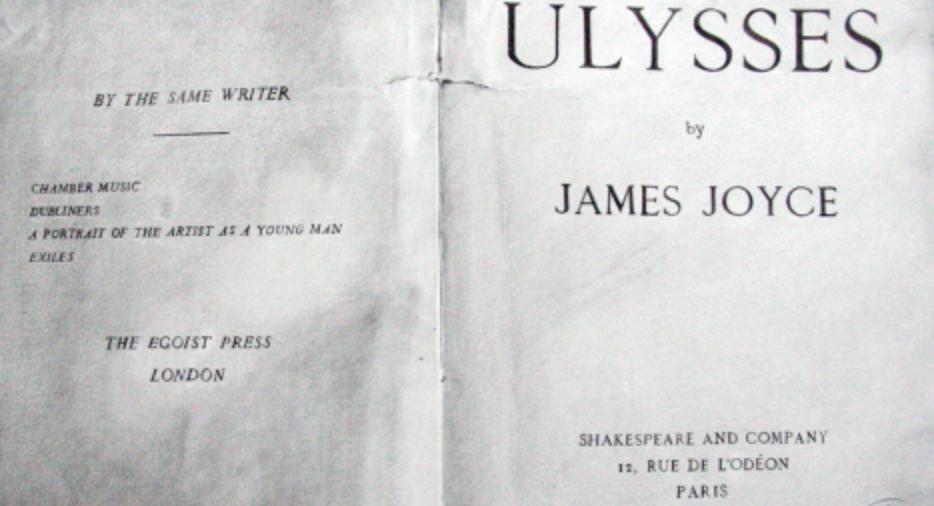 BY THE SAME WRITER
CHAMBER MUSIC
DUBLINERS
A PORTRAIT OF THE ARTIST AS A YOUNG MAN
EXILES
THE EGOIST PRESS
LONDON
ULYSSES
by
JAMES JOYCE
SHAKESPEARE AND COMPANY
12, RUE DE L'ODÉON
PARIS